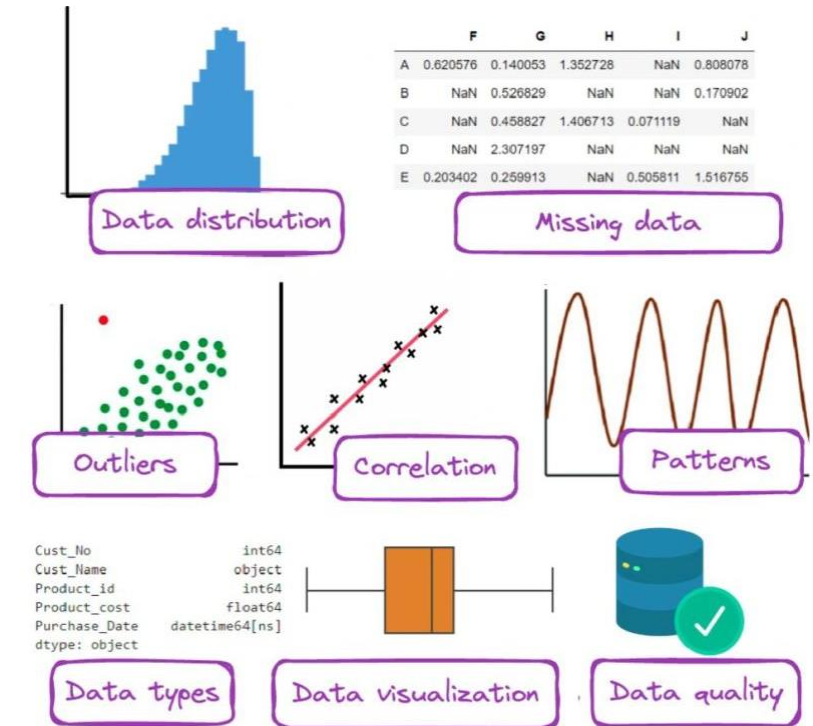 F G H I J
A 0.620576 0.140053 1.352728 NaN 0.808078
B NaN 0.526829 NaN NaN 0.170902
C NaN 0.458827 1.406713 0.071119 NaN
D NaN 2.307197 NaN NaN NaN
E 0.203402 0.259913 NaN 0.505811 1.516755
Data distribution
Missing data
Outliers
Correlation
Patterns
Cust_No int64
Cust_Name object
Product_id int64
Product_cost float64
Purchase_Date datetime64[ns]
dtype: object
Data types
Data visualization
Data quality